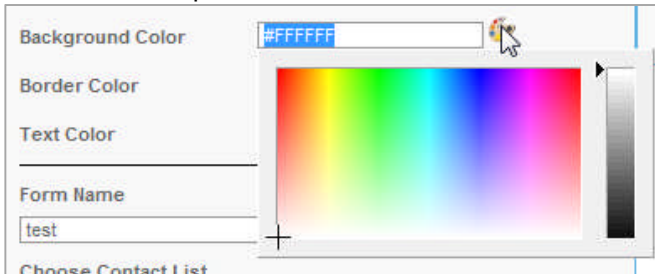 Background Color #FFFFFF
Border Color
Text Color
Form Name
test
Choose Contact List